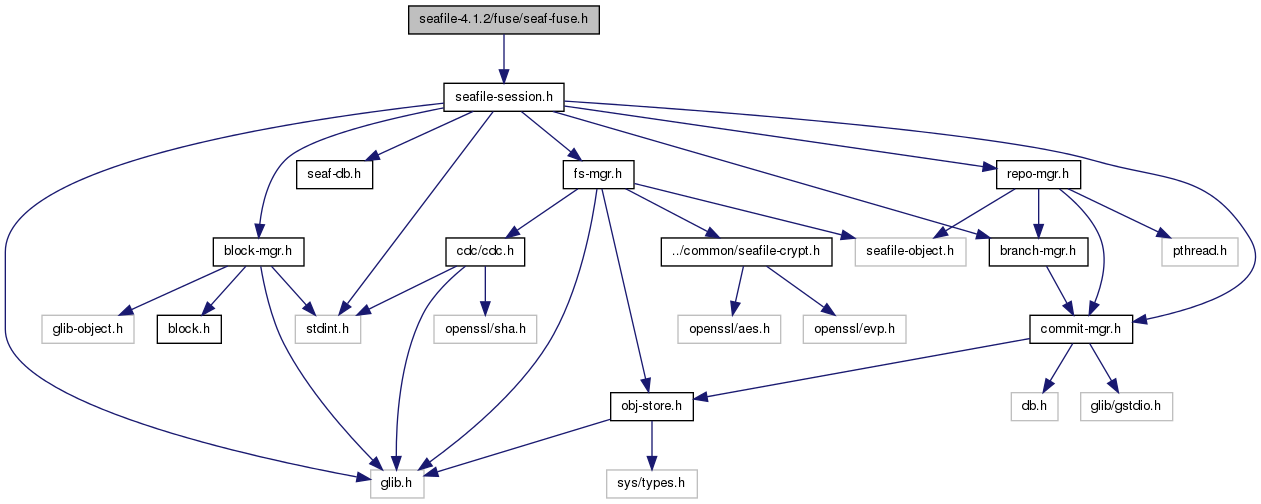 seafile-4.1.2/fuse/seaf-fuse.h
seafile-session.h
seaf-db.h
fs-mgr.h
repo-mgr.h
block-mgr.h
cdc/cdc.h
../common/seafile-crypt.h
seafile-object.h
branch-mgr.h
pthread.h
glib-object.h
block.h
stdint.h
openssl/sha.h
openssl/aes.h
openssl/evp.h
commit-mgr.h
obj-store.h
db.h
glib/gstdio.h
glib.h
sys/types.h